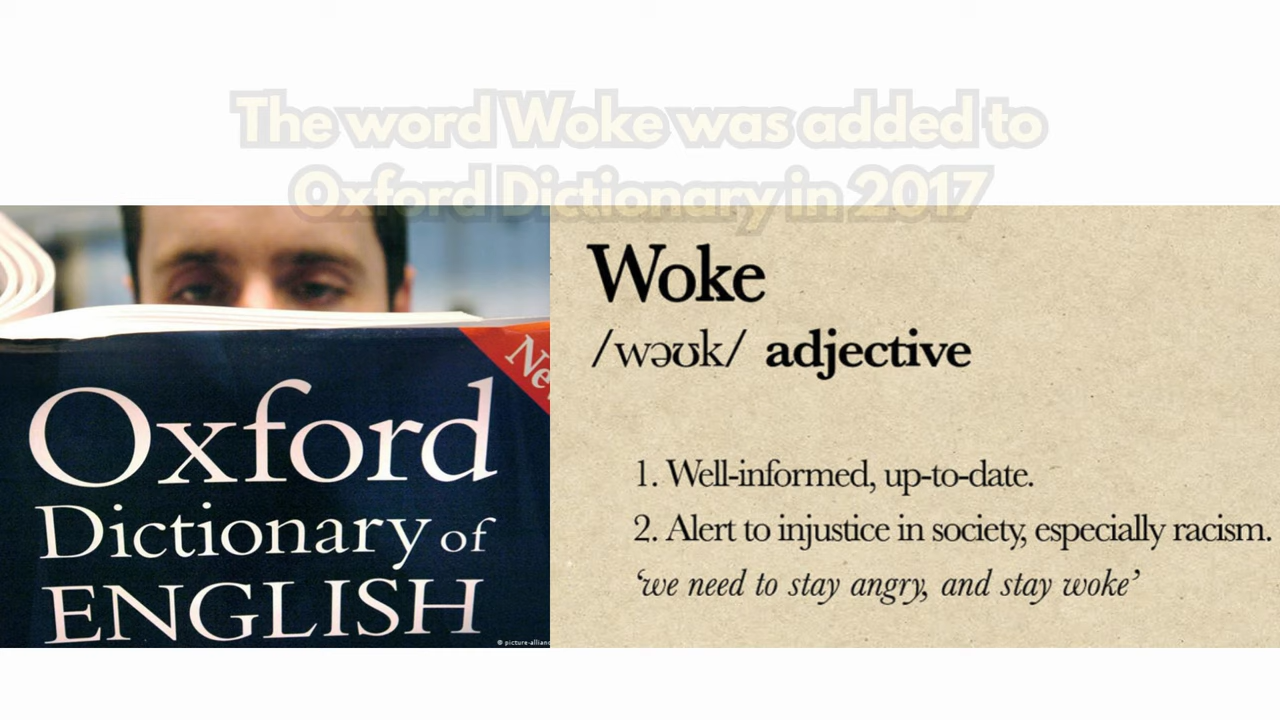 The word Woke was added to
Oxford Dictionary in 2017
Oxford
Dictionary of
ENGLISH
© picture-allianc
Woke
/wəʊk/ adjective
1. Well-informed, up-to-date.
2. Alert to injustice in society, especially racism.
‘we need to stay angry, and stay woke’